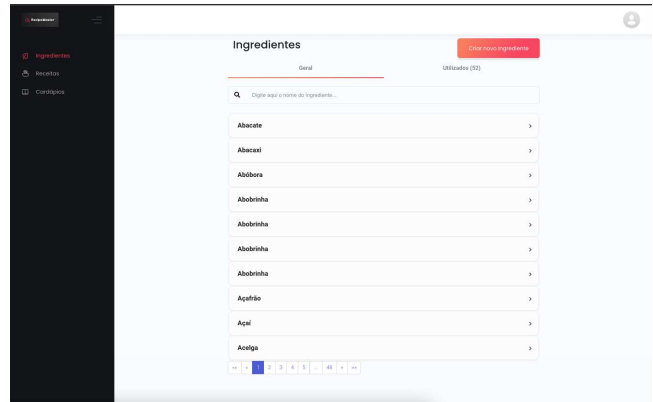 Ingredientes
Receitas
Cardápios
Ingredientes
Criar novo ingrediente
Geral
Utilizados (52)
Digite aqui o nome do ingrediente...
Abacate
Abacaxi
Abóbora
Abobrinha
Abobrinha
Abobrinha
Abobrinha
Açafrão
Açaí
Acelga
«« « 1 2 3 4 5 ... 48 » »»